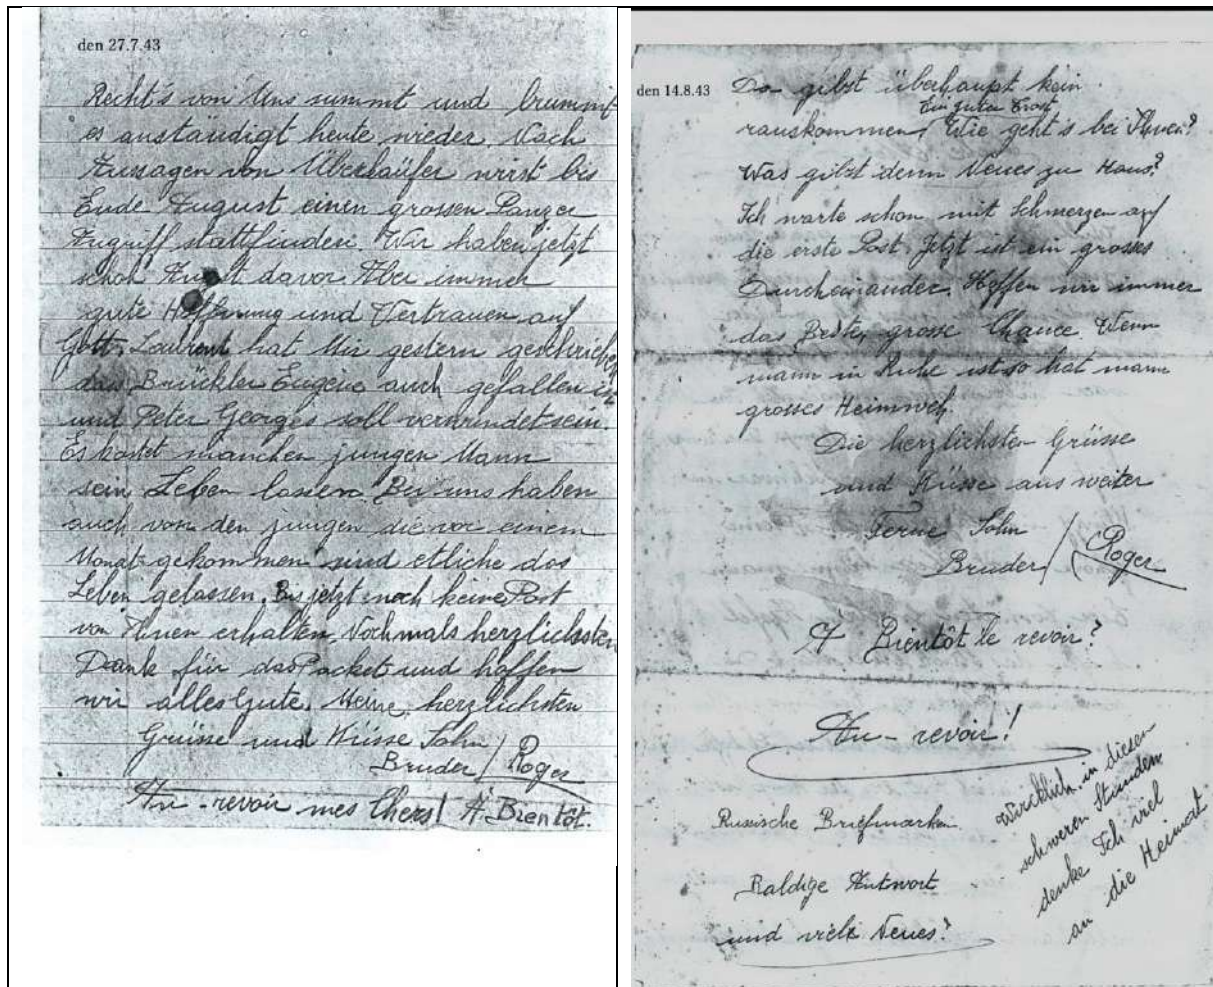 den 27.7.43
Recht's von Uns summt und brummt
es anständigt heute wieder. Nach
Aussagen von Überlaüfer wirst bis
Ende August einen grossen Panzer
Angriff stattfinden. Wir haben jetzt
schon Angst davor. Aber immer
gute Hoffnung und Vertrauen auf
Gott. Laurent hat Mir gestern geschrieben
das Brückler Eugène auch gefallen ist
und Peter Georges soll verwundet sein.
Es kostet manchen jungen Mann
sein Leben lassen. Bei uns haben
auch von den jungen die vor einem
Monat gekommen sind etliche das
Leben gelassen. Bis jetzt noch keine Post
von Ihnen erhalten. Nochmals herzlichsten
Danke für das Packet und hoffen
wir alles Gute. Meine herzlichsten
Grüsse und Küsse Sohn
Bruder / Roger
Au-revoir mes Chers! A Bientôt.
den 14.8.43
Da gibst überhaupt kein
Ein guten Trost
rauskommen, Wie geht's bei Ihnen?
Was gibt denn Neues zu Haus?
Ich warte schon mit Schmerzen auf
die erste Post. Jetzt ist ein grosses
Durcheinander. Hoffen wir immer
das Beste, grosse Chance. Wenn
mann in Ruhe ist so hat mann
grosses Heimweh.
Die herzlichsten Grüsse
und Küsse aus weiter
Ferne Sohn
Bruder / Roger
A Bientôt le revoir?
Au-revoir!
Russische Briefmarken
Baldige Antwort
und viele Neues?
Wircklich in diesen
schweren Stunden
denke Ich viel
an die Heimat